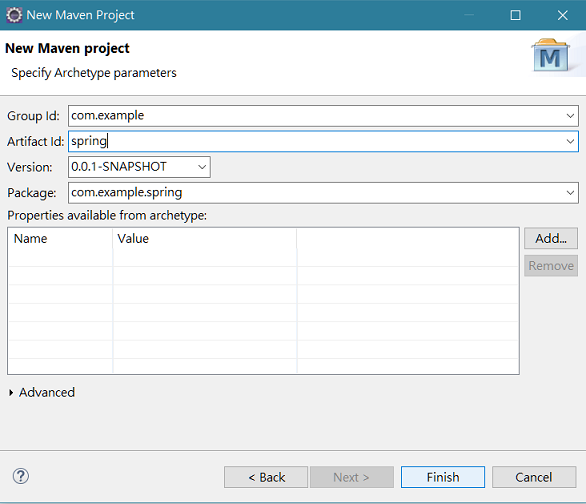 New Maven Project
New Maven project
Specify Archetype parameters
M
Group Id: com.example
Artifact Id: spring
Version: 0.0.1-SNAPSHOT
Package: com.example.spring
Properties available from archetype:
Name Value Add...
Remove
Advanced
? < Back Next > Finish Cancel